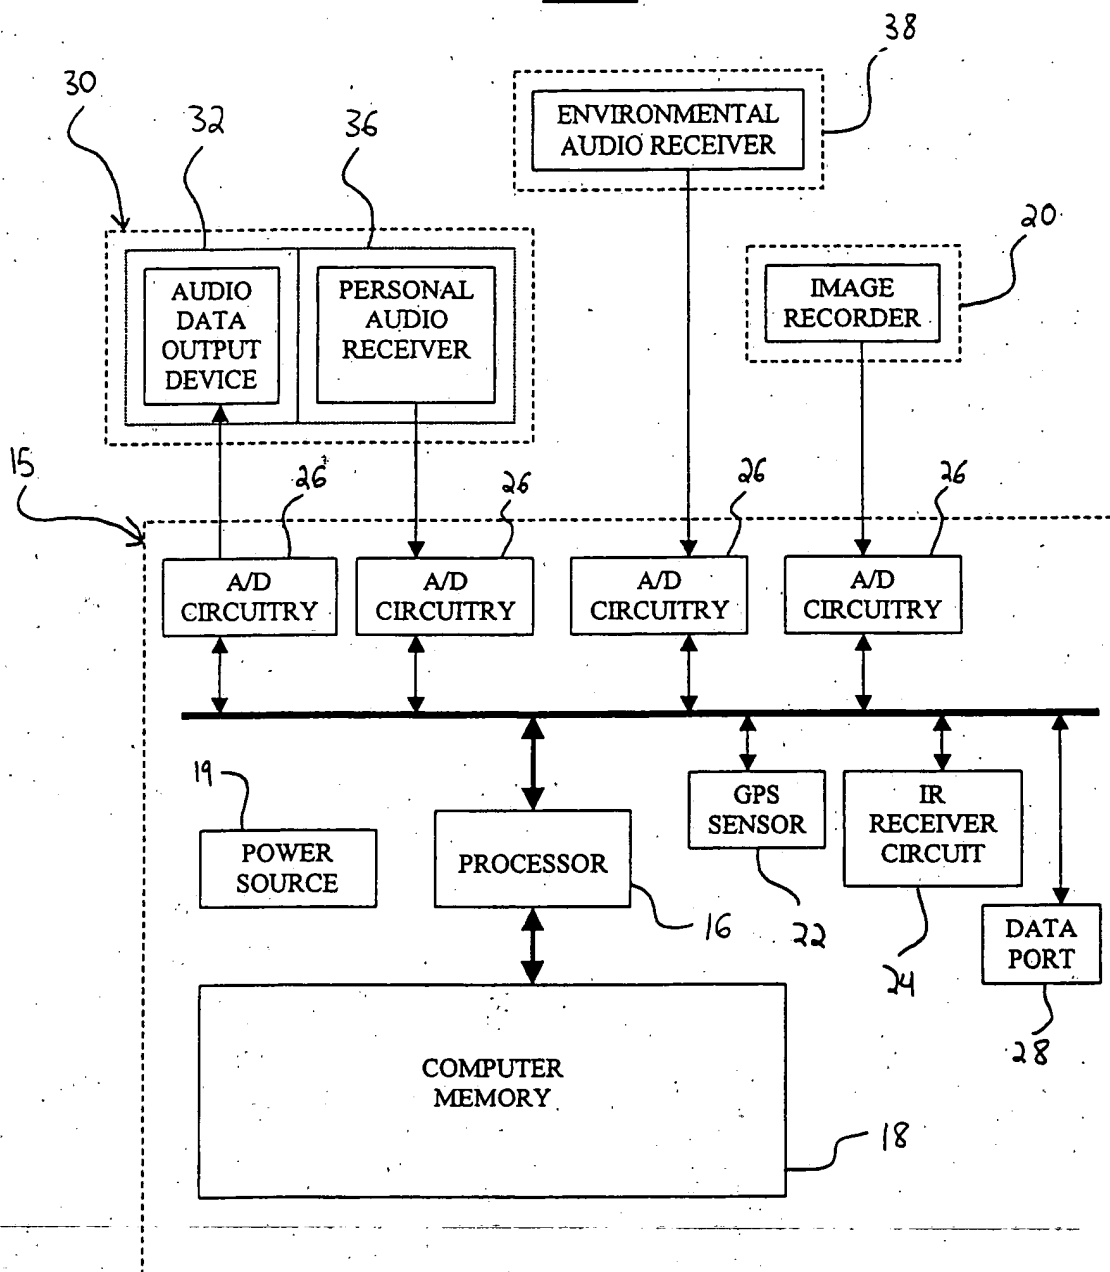 38
30
32
36
ENVIRONMENTAL
AUDIO RECEIVER
20
AUDIO
DATA
OUTPUT
DEVICE
PERSONAL
AUDIO
RECEIVER
IMAGE
RECORDER
15
26
26
26
26
A/D
CIRCUITRY
A/D
CIRCUITRY
A/D
CIRCUITRY
A/D
CIRCUITRY
19
POWER
SOURCE
PROCESSOR
16
GPS
SENSOR
22
IR
RECEIVER
CIRCUIT
24
DATA
PORT
28
COMPUTER
MEMORY
18